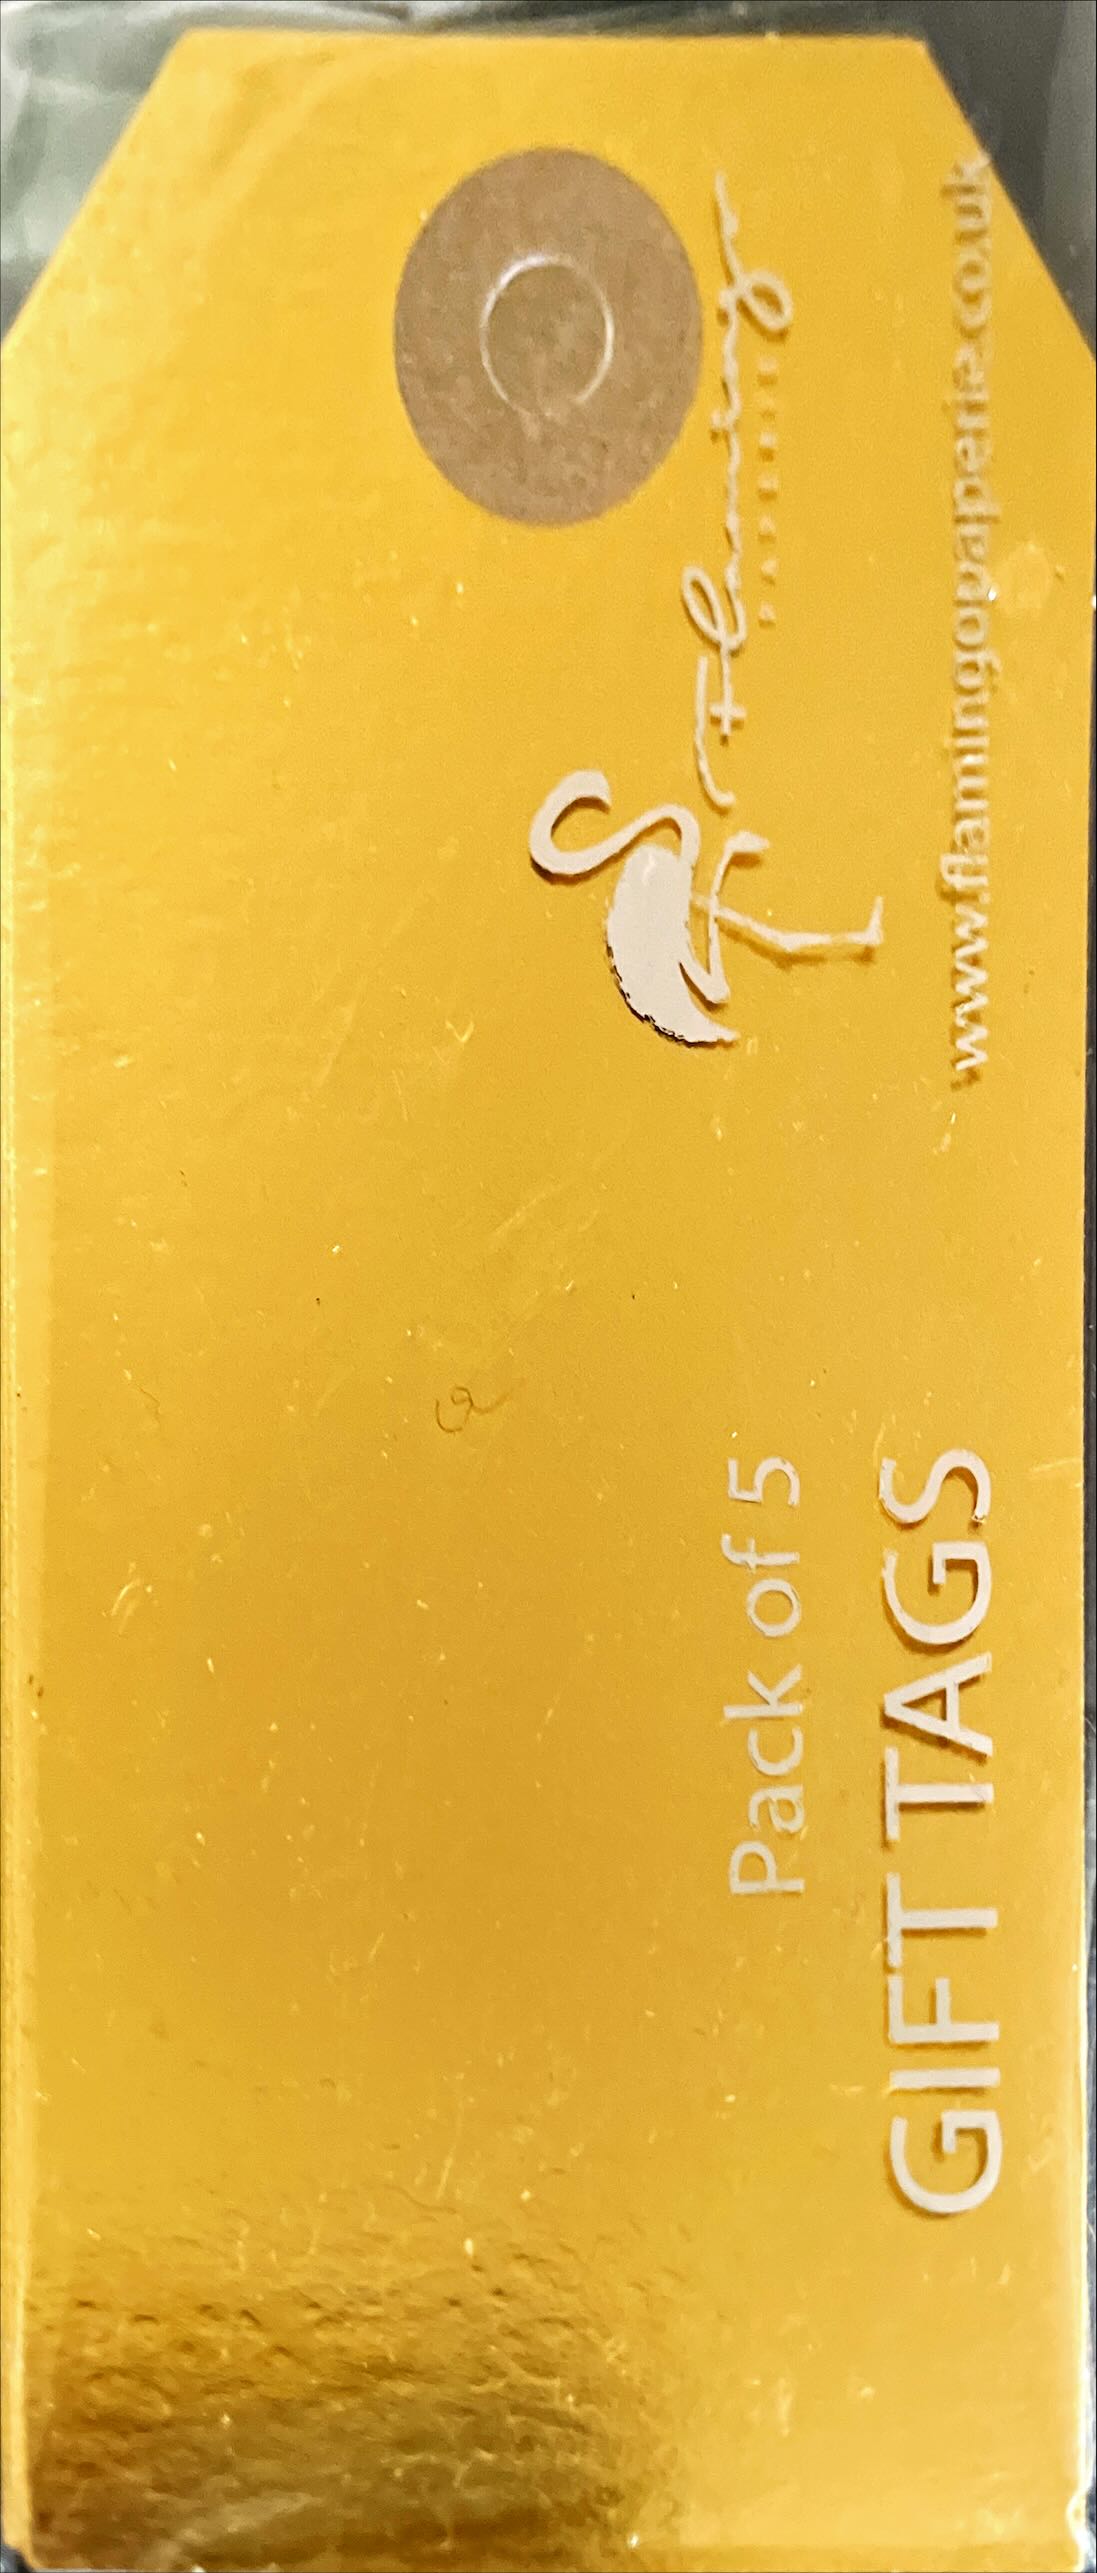 Pack of 5
GIFT TAGS
flamingo
PAPERIE
www.flamingopaperie.co.uk